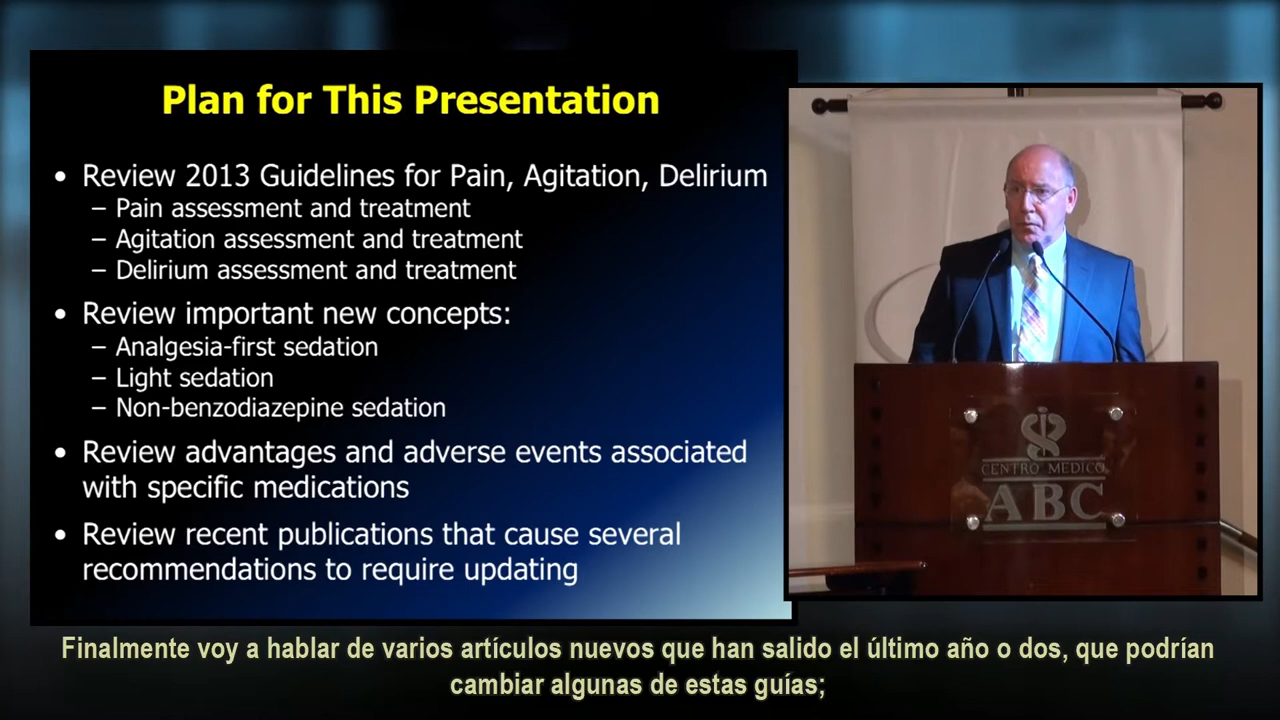 Plan for This Presentation
• Review 2013 Guidelines for Pain, Agitation, Delirium
– Pain assessment and treatment
– Agitation assessment and treatment
– Delirium assessment and treatment
• Review important new concepts:
– Analgesia-first sedation
– Light sedation
– Non-benzodiazepine sedation
• Review advantages and adverse events associated
with specific medications
• Review recent publications that cause several
recommendations to require updating
CENTRO MEDICO
ABC
Finalmente voy a hablar de varios artículos nuevos que han salido el último año o dos, que podrían
cambiar algunas de estas guías;